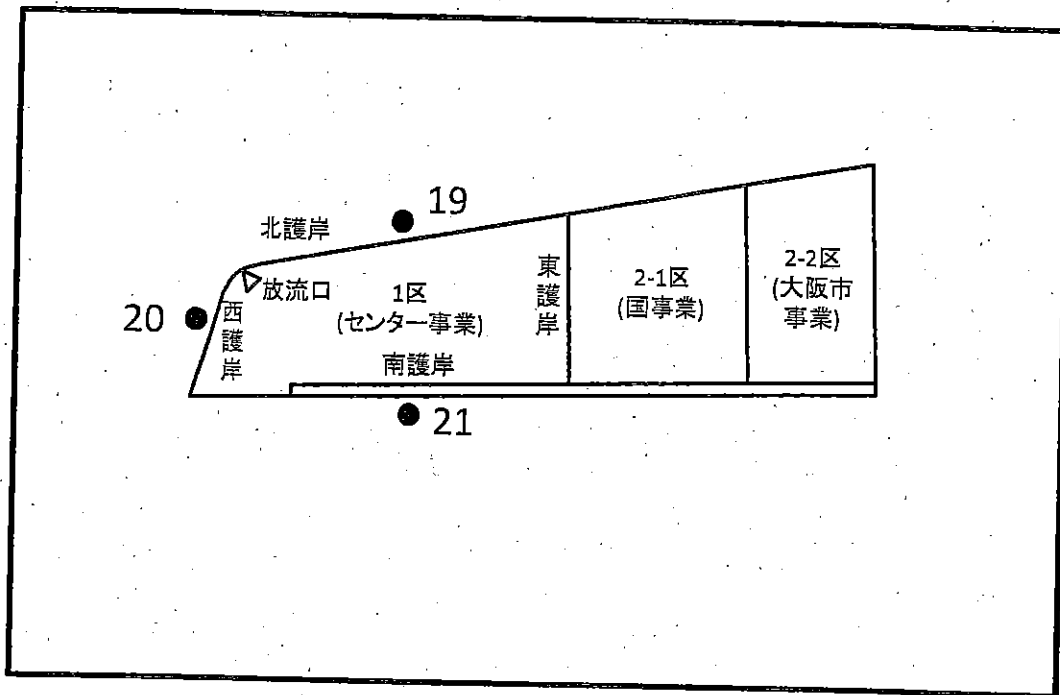 19
北護岸
放流口
20
西護岸
1区
(センター事業)
南護岸
東護岸
2-1区
(国事業)
2-2区
(大阪市
事業)
21